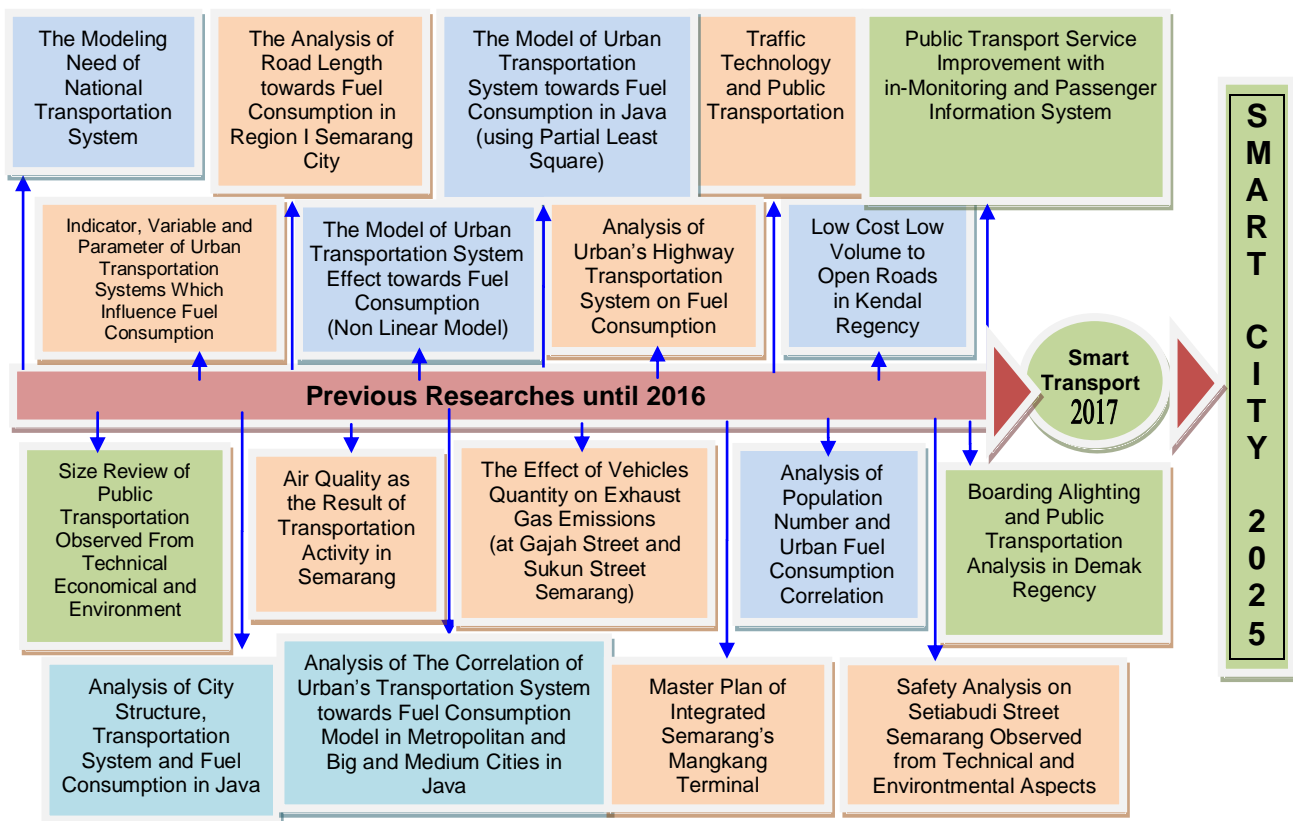 The Modeling
Need of
National
Transportation
System
The Analysis of
Road Length
towards Fuel
Consumption in
Region I Semarang
City
The Model of Urban
Transportation
System towards Fuel
Consumption in Java
(using Partial Least
Square)
Traffic
Technology
and Public
Transportation
Public Transport Service
Improvement with
in-Monitoring and Passenger
Information System
Indicator, Variable and
Parameter of Urban
Transportation
Systems Which
Influence Fuel
Consumption
The Model of Urban
Transportation System
Effect towards Fuel
Consumption
(Non Linear Model)
Analysis of
Urban’s Highway
Transportation
System on Fuel
Consumption
Low Cost Low
Volume to
Open Roads
in Kendal
Regency
Previous Researches until 2016
Smart
Transport
2017
S
M
A
R
T
C
I
T
Y
2
0
2
5
Size Review of
Public
Transportation
Observed From
Technical
Economical and
Environment
Air Quality as
the Result of
Transportation
Activity in
Semarang
The Effect of Vehicles
Quantity on Exhaust
Gas Emissions
(at Gajah Street and
Sukun Street
Semarang)
Analysis of
Population
Number and
Urban Fuel
Consumption
Correlation
Boarding Alighting
and Public
Transportation
Analysis in Demak
Regency
Analysis of City
Structure,
Transportation
System and Fuel
Consumption in Java
Analysis of The Correlation of
Urban’s Transportation System
towards Fuel Consumption
Model in Metropolitan and
Big and Medium Cities in
Java
Master Plan of
Integrated
Semarang’s
Mangkang
Terminal
Safety Analysis on
Setiabudi Street
Semarang Observed
from Technical and
Environtmental Aspects